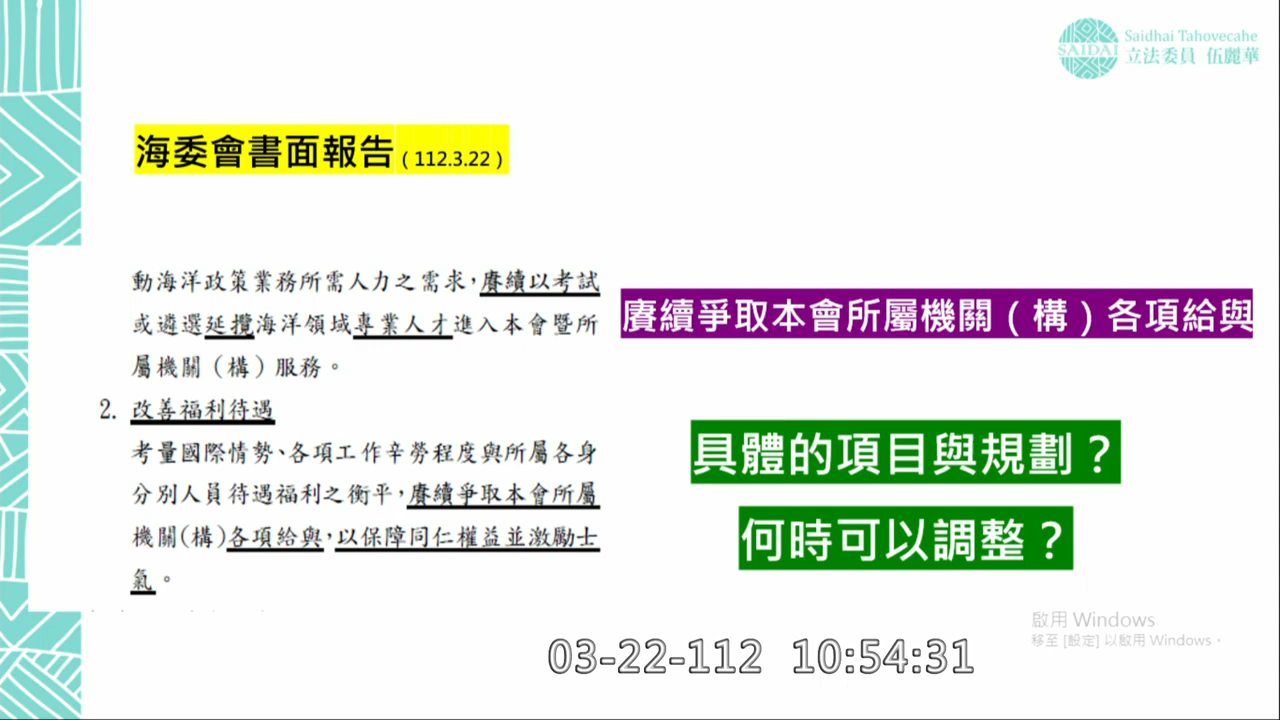 Saidhai Tahovecahe
SAIDAI
立法委員 伍麗華
海委會書面報告（112.3.22）
動海洋政策業務所需人力之需求，賡續以考試
或遴選延攬海洋領域專業人才進入本會暨所
屬機關（構）服務。
2. 改善福利待遇
考量國際情勢、各項工作辛勞程度與所屬各身
分別人員待遇福利之衡平，賡續爭取本會所屬
機關(構)各項給與，以保障同仁權益並激勵士
氣。
賡續爭取本會所屬機關（構）各項給與
具體的項目與規劃？
何時可以調整？
啟用 Windows
移至 [設定] 以啟用 Windows。
03-22-112 10:54:31